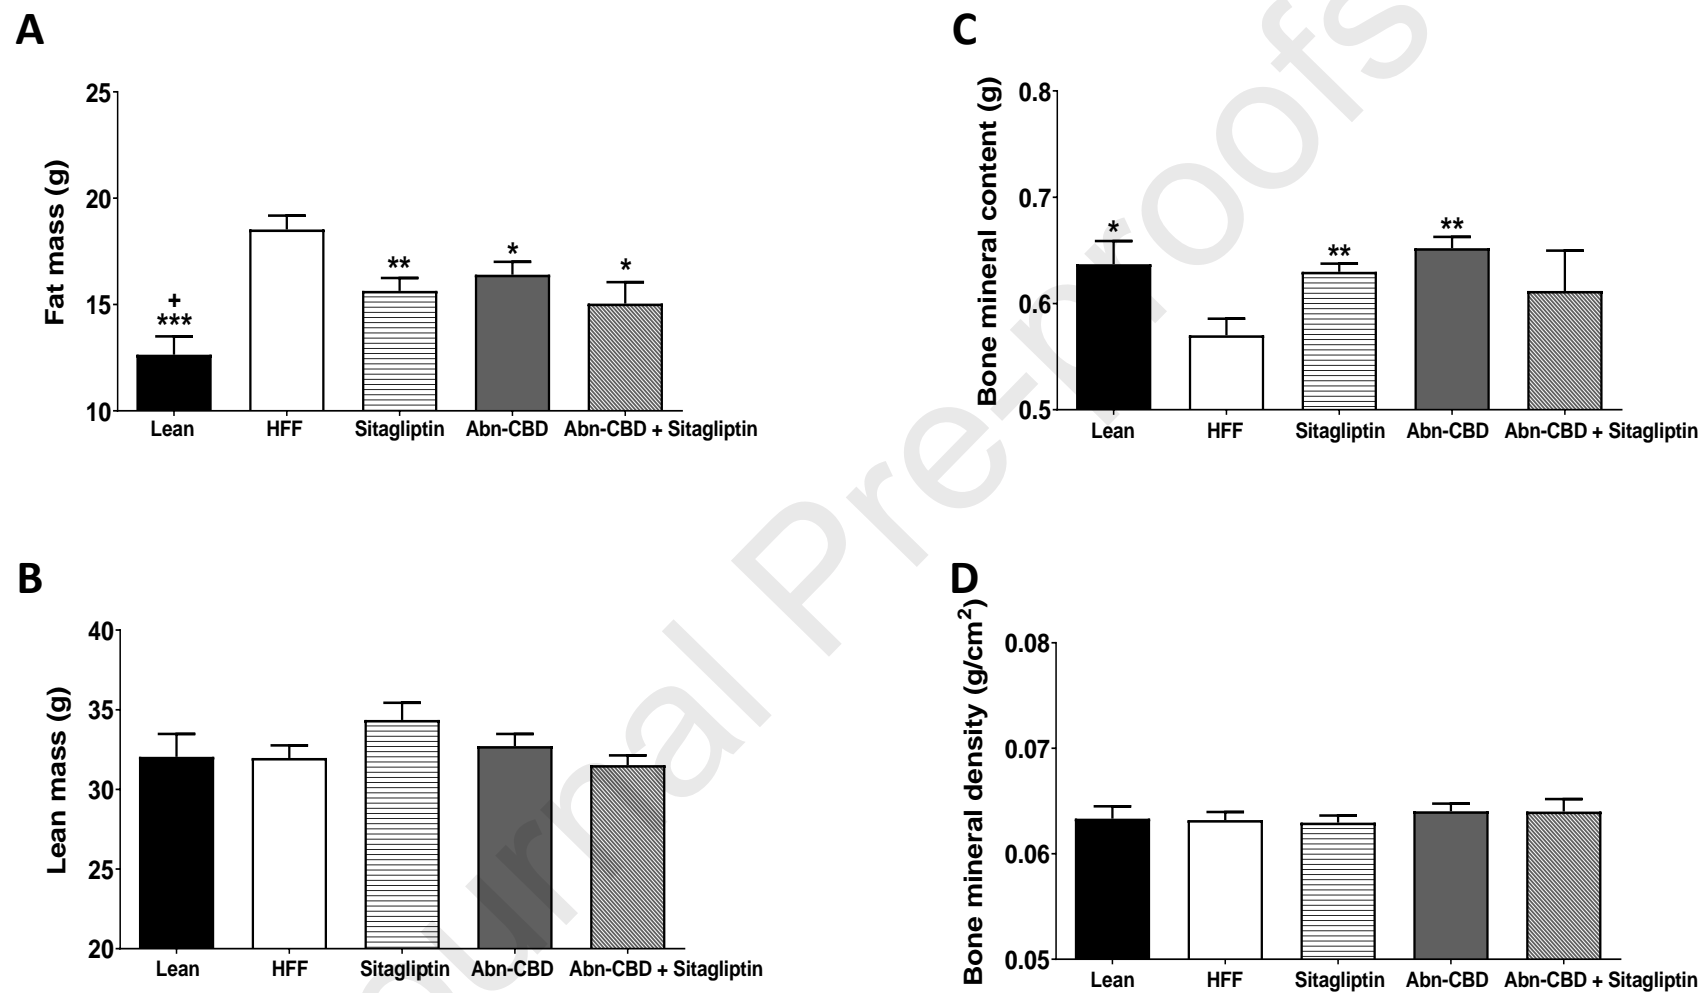 A
Fat mass (g)
25
20
15
10
+
***
**
*
*
Lean HFF Sitagliptin Abn-CBD Abn-CBD + Sitagliptin
B
Lean mass (g)
40
35
30
25
20
Lean HFF Sitagliptin Abn-CBD Abn-CBD + Sitagliptin
C
Bone mineral content (g)
0.8
0.7
0.6
0.5
*
**
**
Lean HFF Sitagliptin Abn-CBD Abn-CBD + Sitagliptin
D
Bone mineral density (g/cm²)
0.08
0.07
0.06
0.05
Lean HFF Sitagliptin Abn-CBD Abn-CBD + Sitagliptin
urnal Pre-proofs